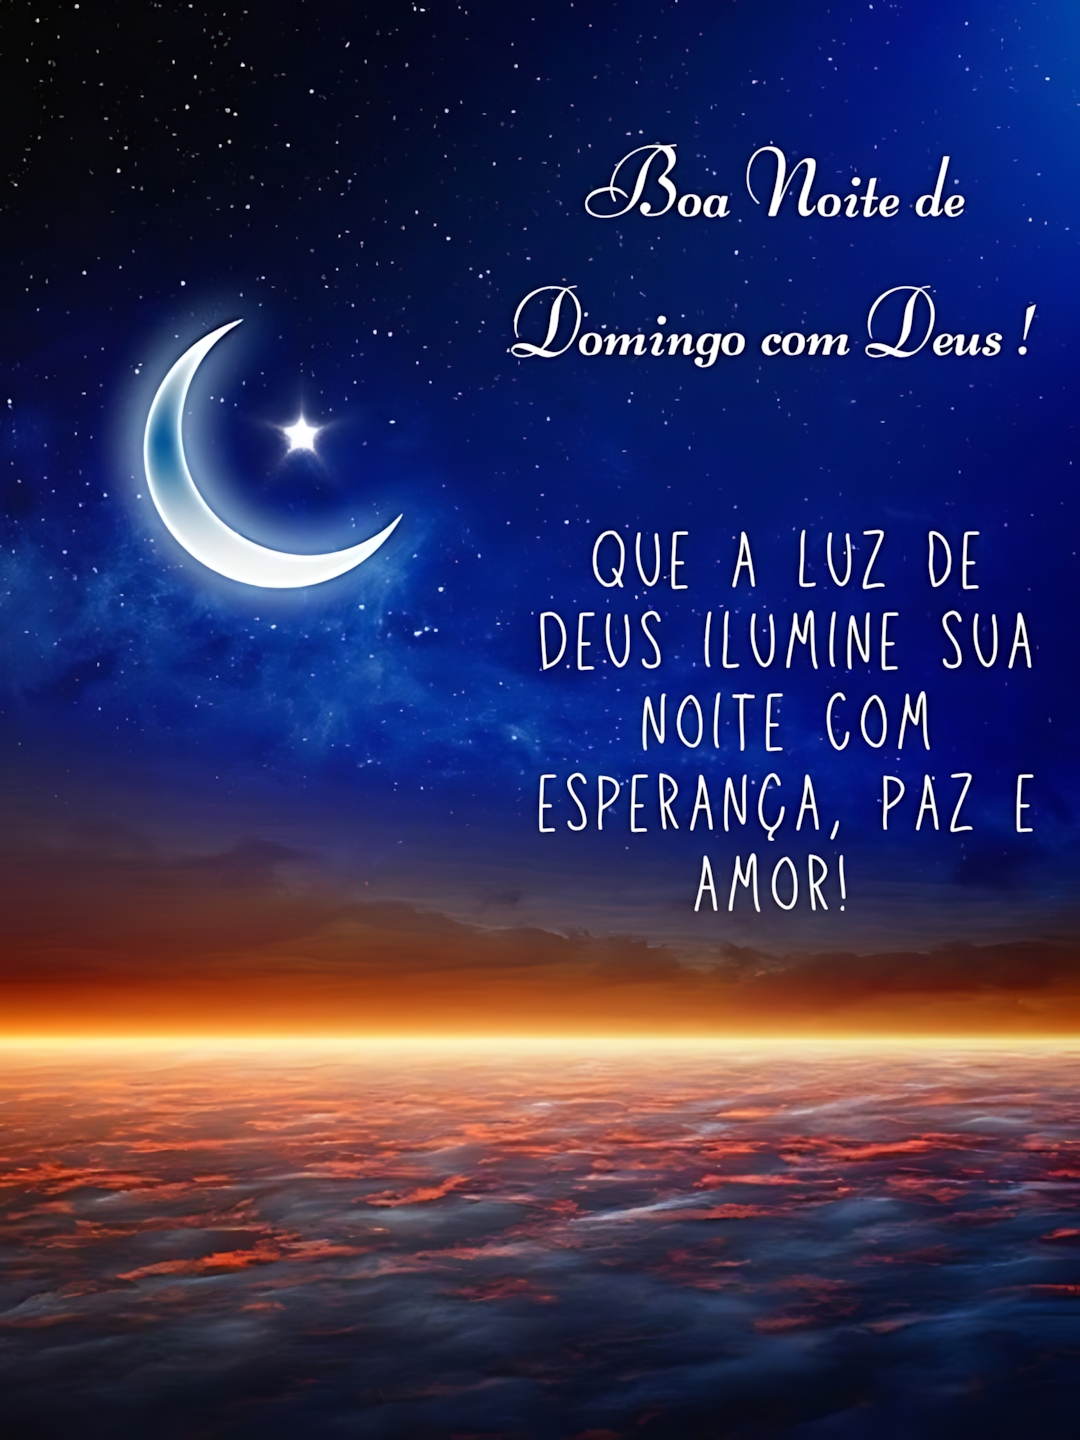 Boa Noite de
Domingo com Deus !
QUE A LUZ DE
DEUS ILUMINE SUA
NOITE COM
ESPERANÇA, PAZ E
AMOR!